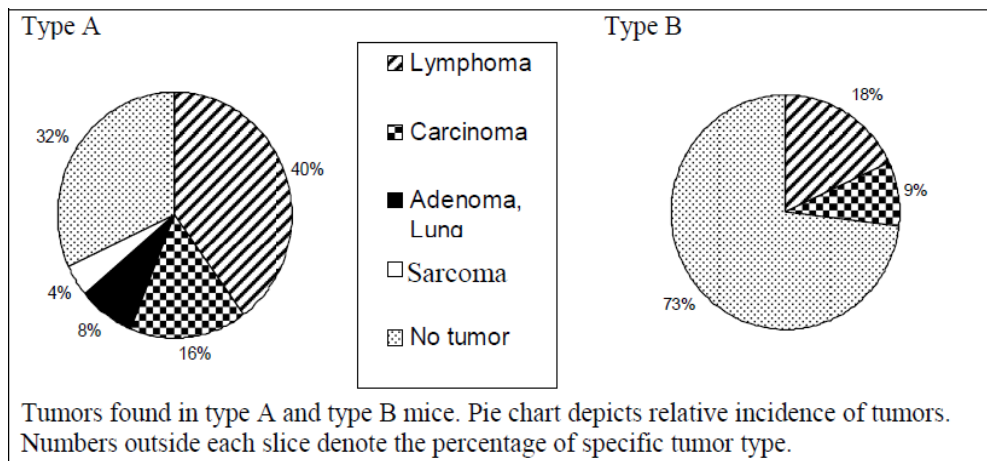 Type A
Type B
Lymphoma
Carcinoma
Adenoma,
Lung
Sarcoma
No tumor
32%
40%
4%
8%
16%
18%
9%
73%
Tumors found in type A and type B mice. Pie chart depicts relative incidence of tumors.
Numbers outside each slice denote the percentage of specific tumor type.